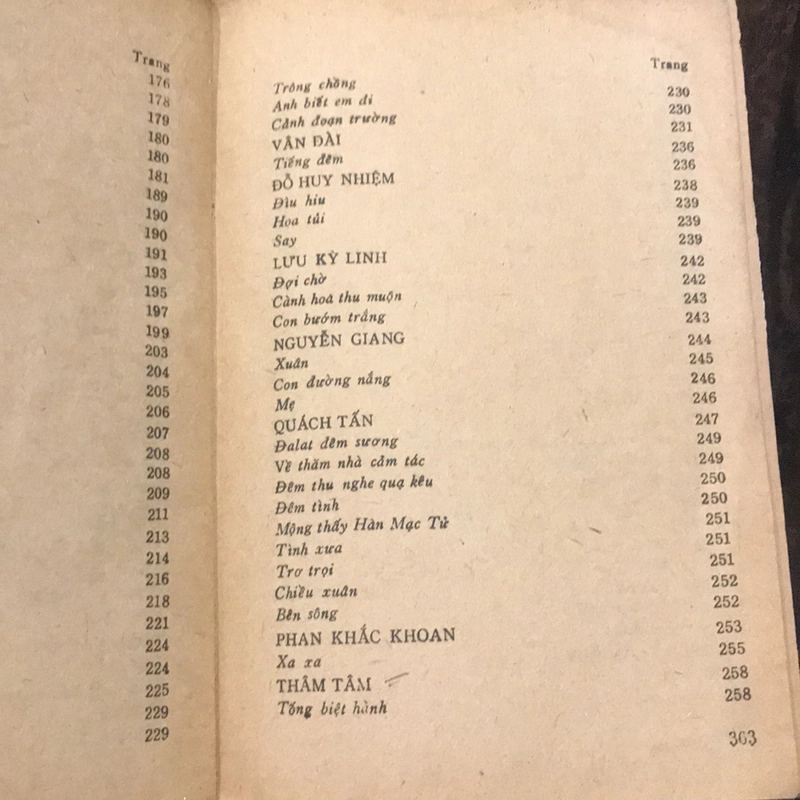 Trang
176
178
179
180
180
181
189
190
190
191
193
195
197
199
203
204
205
206
207
208
208
209
211
213
214
216
218
221
224
224
225
229
229
Trang
Trông chồng 230
Anh biết em đi 230
Cảnh đoạn trường 231
VÂN ĐÀI 236
Tiếng đêm 236
ĐỖ HUY NHIỆM 238
Đìu hiu 239
Hoa tủi 239
Say 239
LƯU KỲ LINH 242
Đợi chờ 242
Cành hoa thu muộn 243
Con bướm trắng 243
NGUYỄN GIANG 244
Xuân 245
Con đường nắng 246
Mẹ 246
QUÁCH TẤN 247
Đalat đêm sương 249
Về thăm nhà cảm tác 249
Đêm thu nghe quạ kêu 250
Đêm tình 250
Mộng thấy Hàn Mạc Tử 251
Tình xưa 251
Trơ trọi 251
Chiều xuân 252
Bên sông 252
PHAN KHẮC KHOAN 253
Xa xa 255
THÂM TÂM 258
Tống biệt hành 258
303